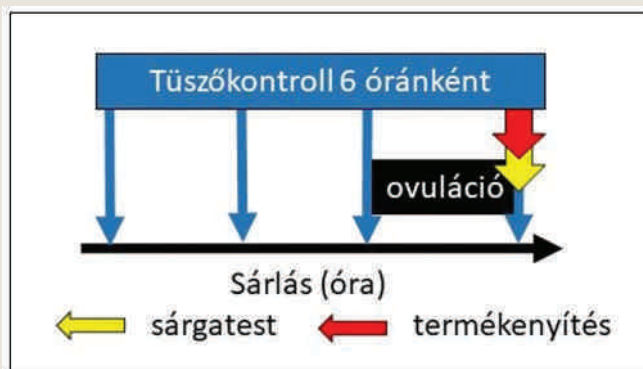 Tüszőkontroll 6 óránként
ovuláció
Sárlás (óra)
sárgatest termékenyítés